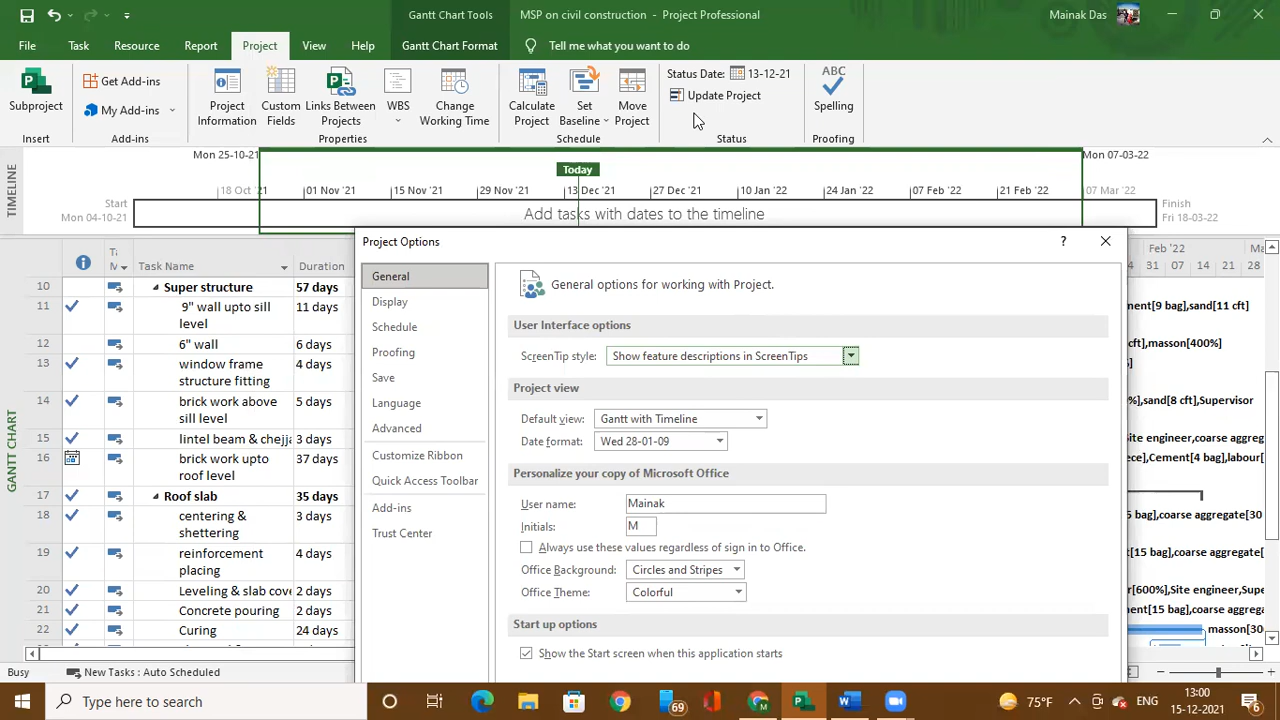 Gantt Chart Tools
MSP on civil construction - Project Professional
Mainak Das
File Task Resource Report Project View Help Gantt Chart Format Tell me what you want to do
Subproject
Insert
Get Add-ins
My Add-ins
Add-ins
Project Information
Custom Fields
Links Between Projects
WBS
Change Working Time
Properties
Calculate Project
Set Baseline
Move Project
Schedule
Status Date: 13-12-21
Update Project
Status
ABC
Spelling
Proofing
TIMELINE
Mon 25-10-21
Mon 07-03-22
Today
18 Oct '21 01 Nov '21 15 Nov '21 29 Nov '21 13 Dec '21 27 Dec '21 10 Jan '22 24 Jan '22 07 Feb '22 21 Feb '22 07 Mar '22
Start
Mon 04-10-21
Add tasks with dates to the timeline
Finish
Fri 18-03-22
GANTT CHART
Task Name Duration
10 Super structure 57 days
11 9" wall upto sill level 11 days
12 6" wall 6 days
13 window frame structure fitting 4 days
14 brick work above sill level 5 days
15 lintel beam & chejja 3 days
16 brick work upto roof level 37 days
17 Roof slab 35 days
18 centering & shettering 3 days
19 reinforcement placing 4 days
20 Leveling & slab cove 2 days
21 Concrete pouring 2 days
22 Curing 24 days
Project Options
?
General
Display
Schedule
Proofing
Save
Language
Advanced
Customize Ribbon
Quick Access Toolbar
Add-ins
Trust Center
General options for working with Project.
User Interface options
ScreenTip style: Show feature descriptions in ScreenTips
Project view
Default view: Gantt with Timeline
Date format: Wed 28-01-09
Personalize your copy of Microsoft Office
User name: Mainak
Initials: M
Always use these values regardless of sign in to Office.
Office Background: Circles and Stripes
Office Theme: Colorful
Start up options
Show the Start screen when this application starts
Feb '22
31 07 14 21 28
ent[9 bag],sand[11 cft]
masson[400%]
,sand[8 cft],Supervisor
Site engineer,coarse aggreg
ece],Cement[4 bag],labour[
coarse aggregate[30
15 bag],coarse aggregate
[600%],Site engineer,Supe
ment[15 bag],coarse aggre
masson[300
Busy New Tasks : Auto Scheduled
Type here to search
69
75°F
ENG
13:00
15-12-2021
6